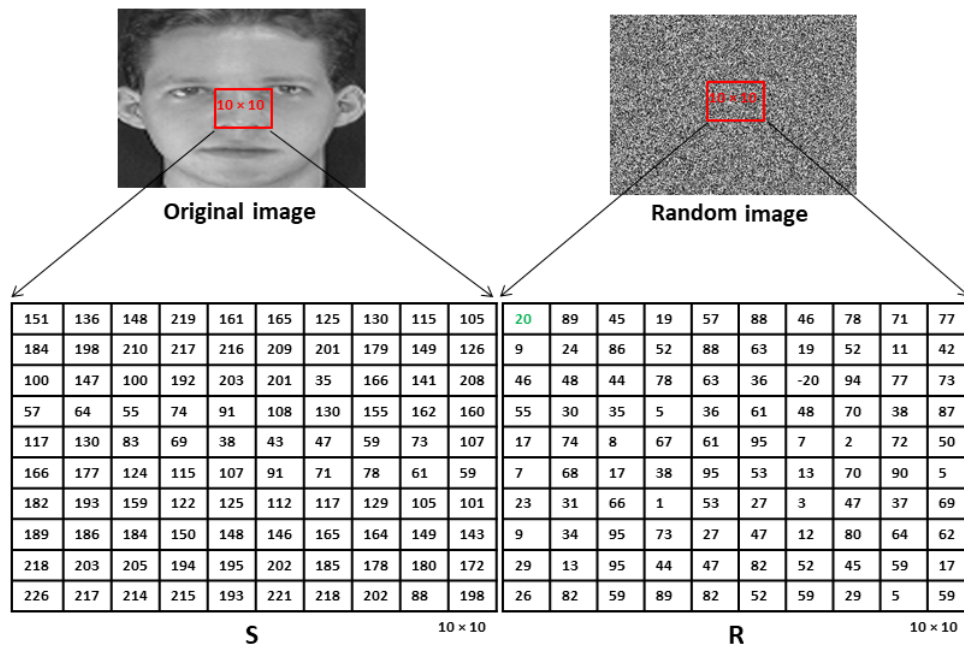 10 × 10 10 × 10
Original image Random image
151 136 148 219 161 165 125 130 115 105 20 89 45 19 57 88 46 78 71 77
184 198 210 217 216 209 201 179 149 126 9 24 86 52 88 63 19 52 11 42
100 147 100 192 203 201 35 166 141 208 46 48 44 78 63 36 -20 94 77 73
57 64 55 74 91 108 130 155 162 160 55 30 35 5 36 61 48 70 38 87
117 130 83 69 38 43 47 59 73 107 17 74 8 67 61 95 7 2 72 50
166 177 124 115 107 91 71 78 61 59 7 68 17 38 95 53 13 70 90 5
182 193 159 122 125 112 117 129 105 101 23 31 66 1 53 27 3 47 37 69
189 186 184 150 148 146 165 164 149 143 9 34 95 73 27 47 12 80 64 62
218 203 205 194 195 202 185 178 180 172 29 13 95 44 47 82 52 45 59 17
226 217 214 215 193 221 218 202 88 198 26 82 59 89 82 52 59 29 5 59
S 10 × 10 R 10 × 10